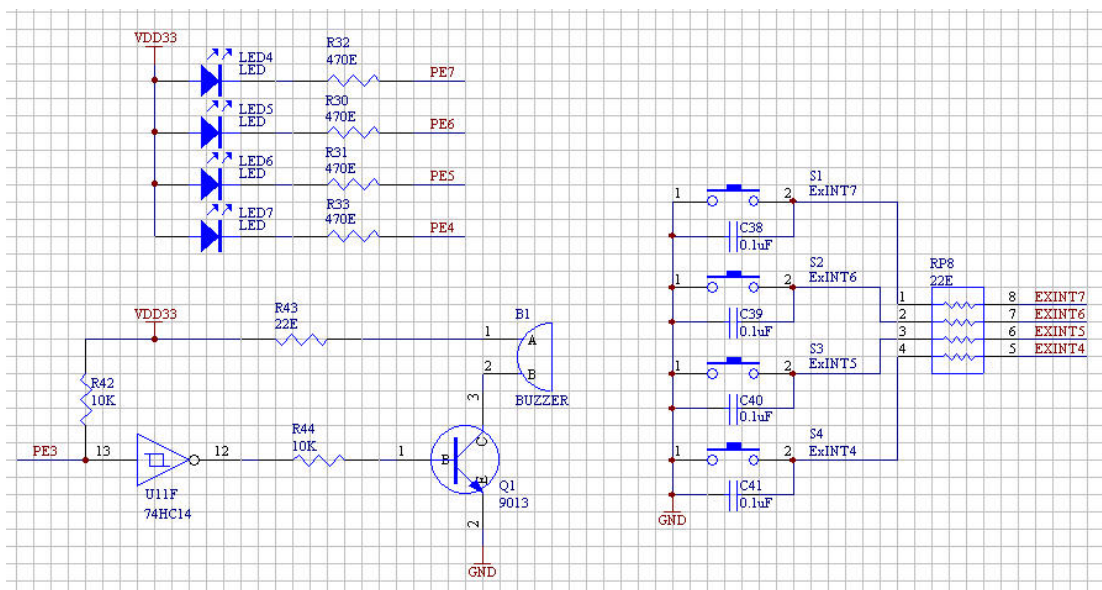 VDD33
LED4
LED
R32
470E
PE7
LED5
LED
R30
470E
PE6
LED6
LED
R31
470E
PE5
LED7
LED
R33
470E
PE4
VDD33
R43
22E
B1
1
A
2
B
BUZZER
R42
10K
PE3
13
12
U11F
74HC14
R44
10K
1
3
C
B
E
Q1
9013
2
GND
S1
ExINT7
1
2
C38
0.1uF
S2
ExINT6
1
2
C39
0.1uF
S3
ExINT5
1
2
C40
0.1uF
S4
ExINT4
1
2
C41
0.1uF
GND
RP8
22E
1
8
EXINT7
2
7
EXINT6
3
6
EXINT5
4
5
EXINT4